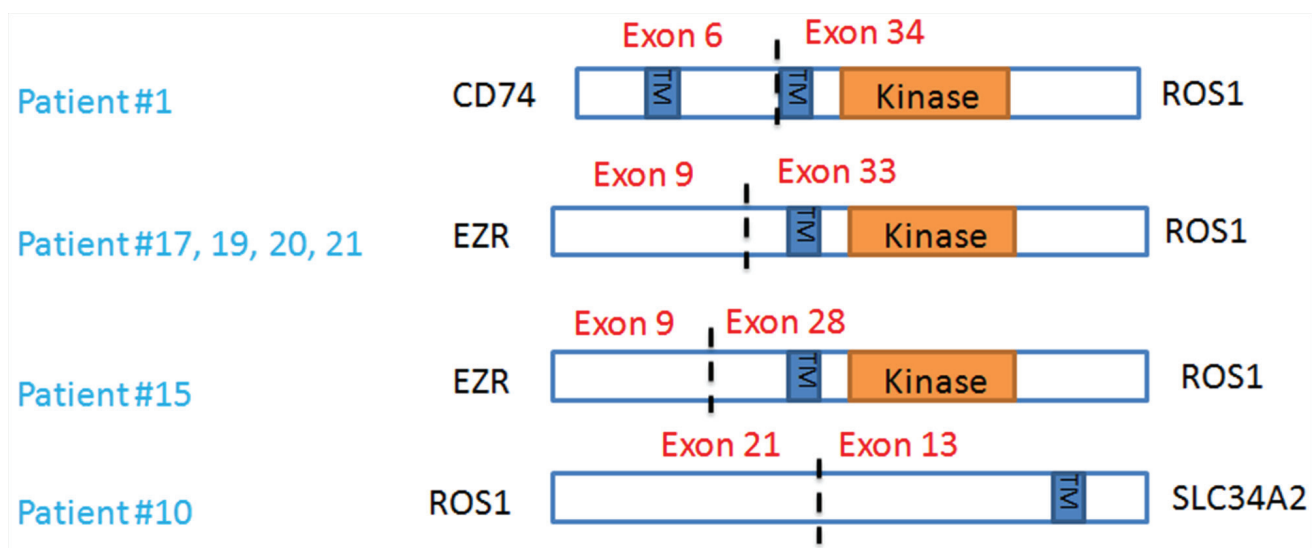 Exon 6 Exon 34
Patient #1 CD74 TM TM Kinase ROS1
Exon 9 Exon 33
Patient #17, 19, 20, 21 EZR TM Kinase ROS1
Exon 9 Exon 28
Patient #15 EZR TM Kinase ROS1
Exon 21 Exon 13
Patient #10 ROS1 TM SLC34A2